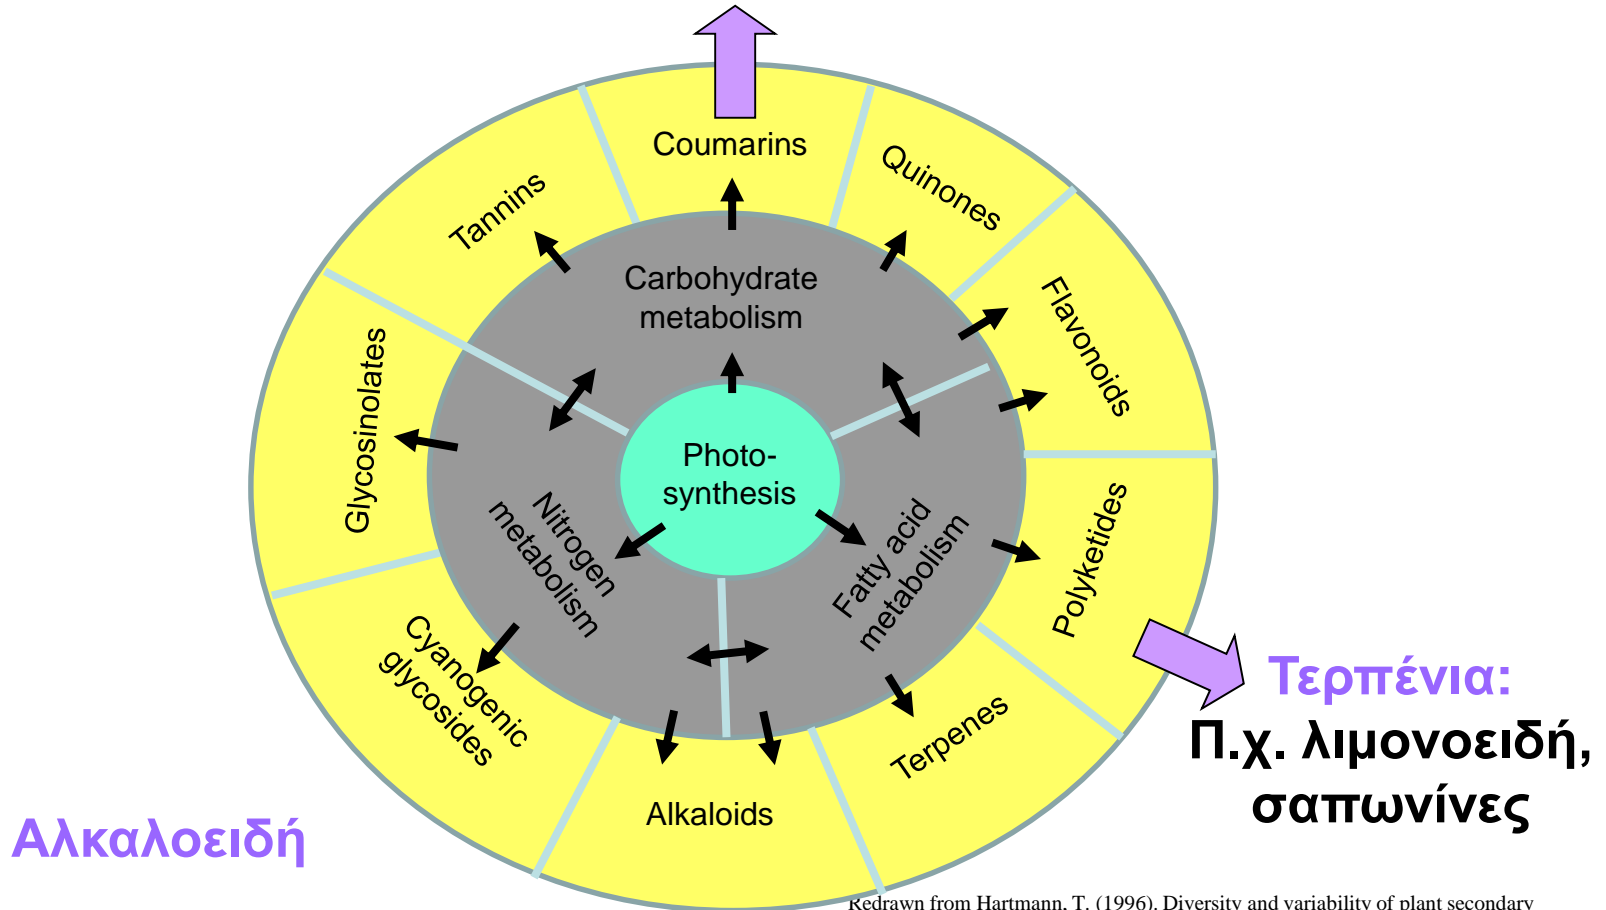 Coumarins
Quinones
Tannins
Flavonoids
Carbohydrate
metabolism
Glycosinolates
Photo-
synthesis
Nitrogen
metabolism
Fatty acid
metabolism
Polyketides
Cyanogenic
glycosides
Terpenes
Alkaloids
Τερπένια:
Π.χ. λιμονοειδή,
σαπωνίνες
Αλκαλοειδή
Redrawn from Hartmann, T. (1996). Diversity and variability of plant secondary